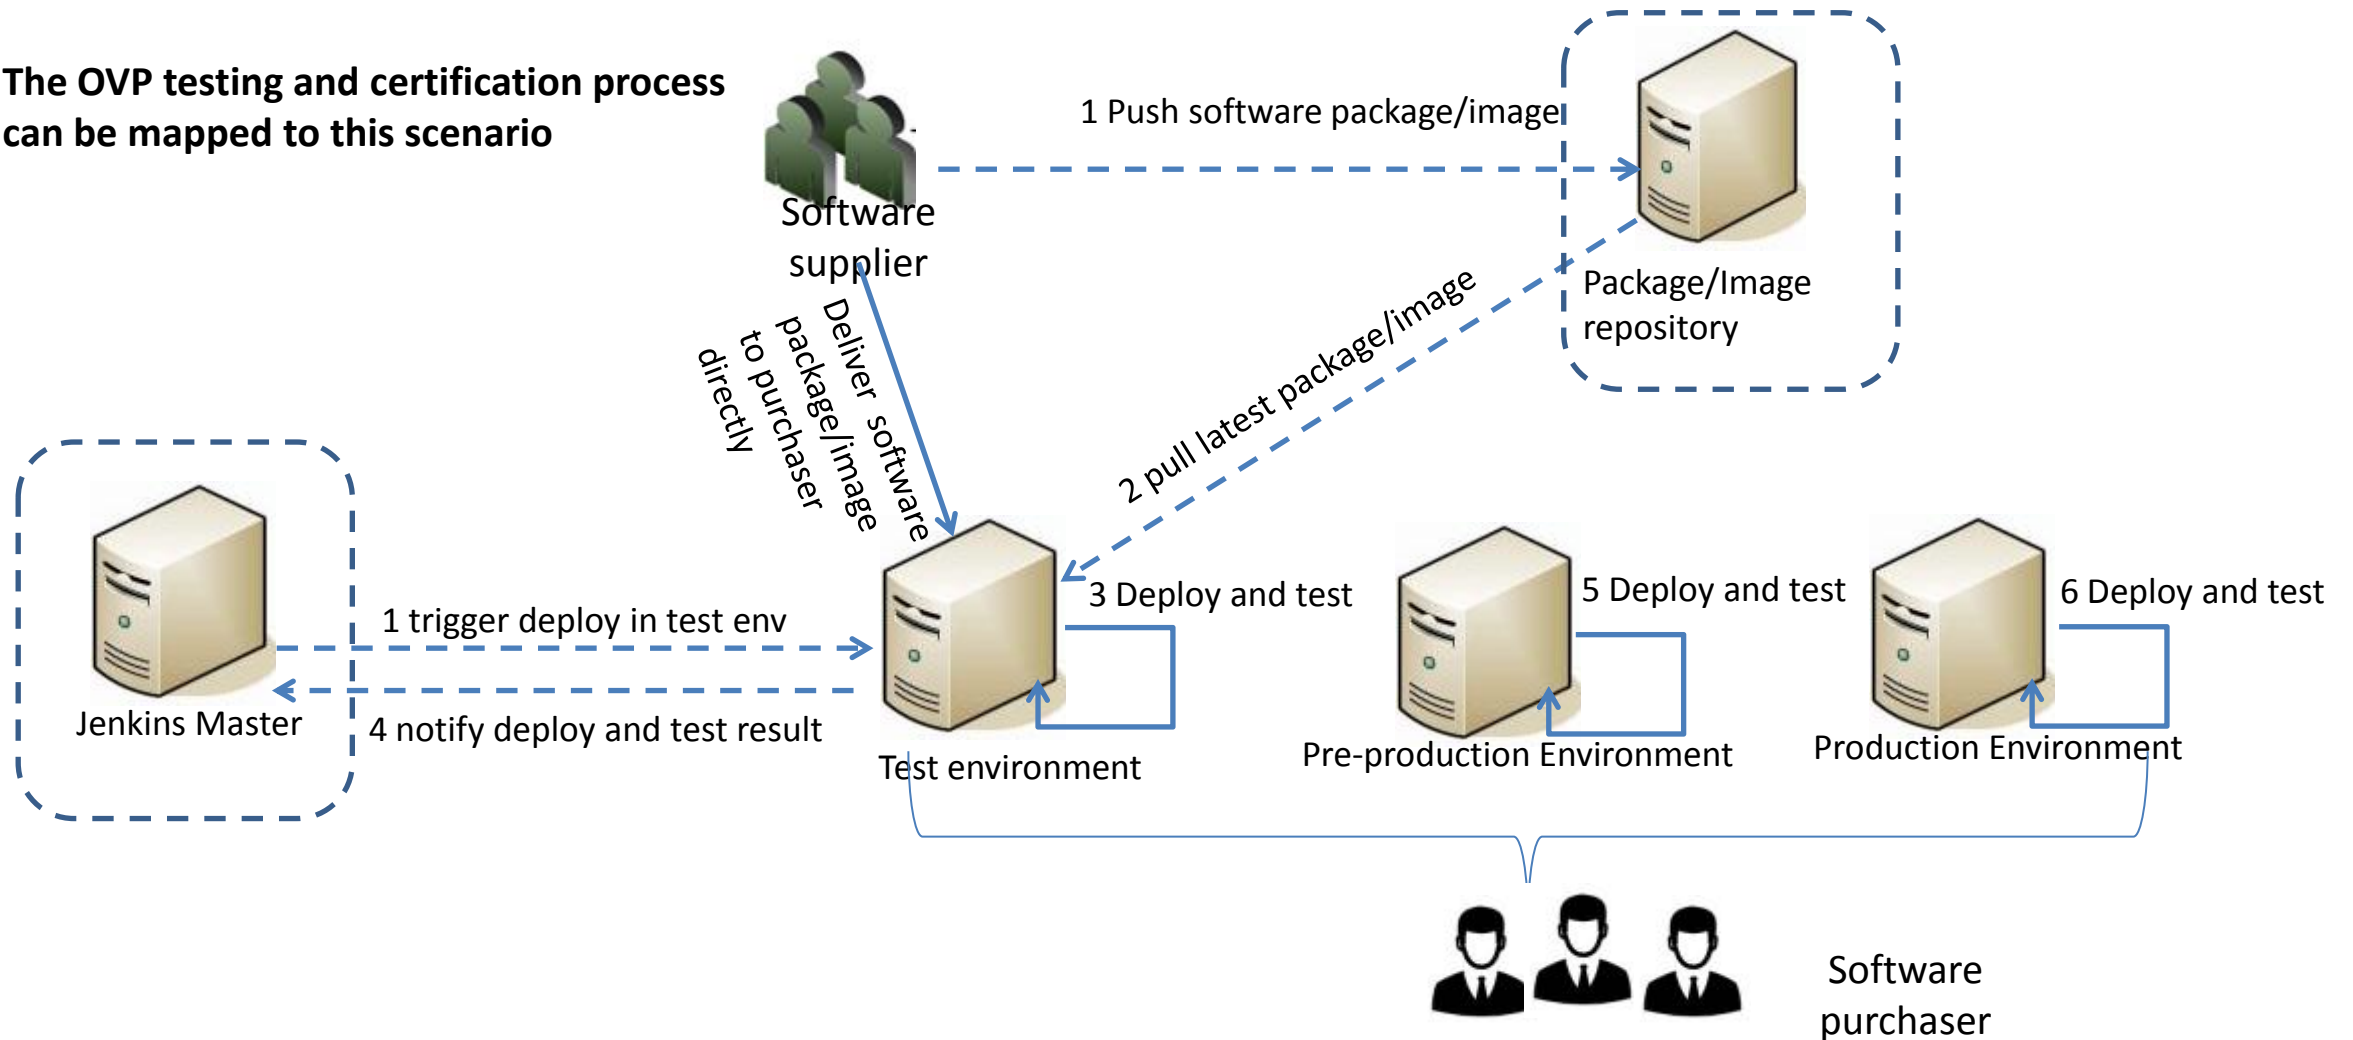 The OVP testing and certification process
can be mapped to this scenario
1 Push software package/image
Software
supplier
Package/Image
repository
Deliver software
package/image
to purchaser
directly
2 pull latest package/image
3 Deploy and test
5 Deploy and test
6 Deploy and test
1 trigger deploy in test env
Jenkins Master
4 notify deploy and test result
Test environment
Pre-production Environment
Production Environment
Software
purchaser